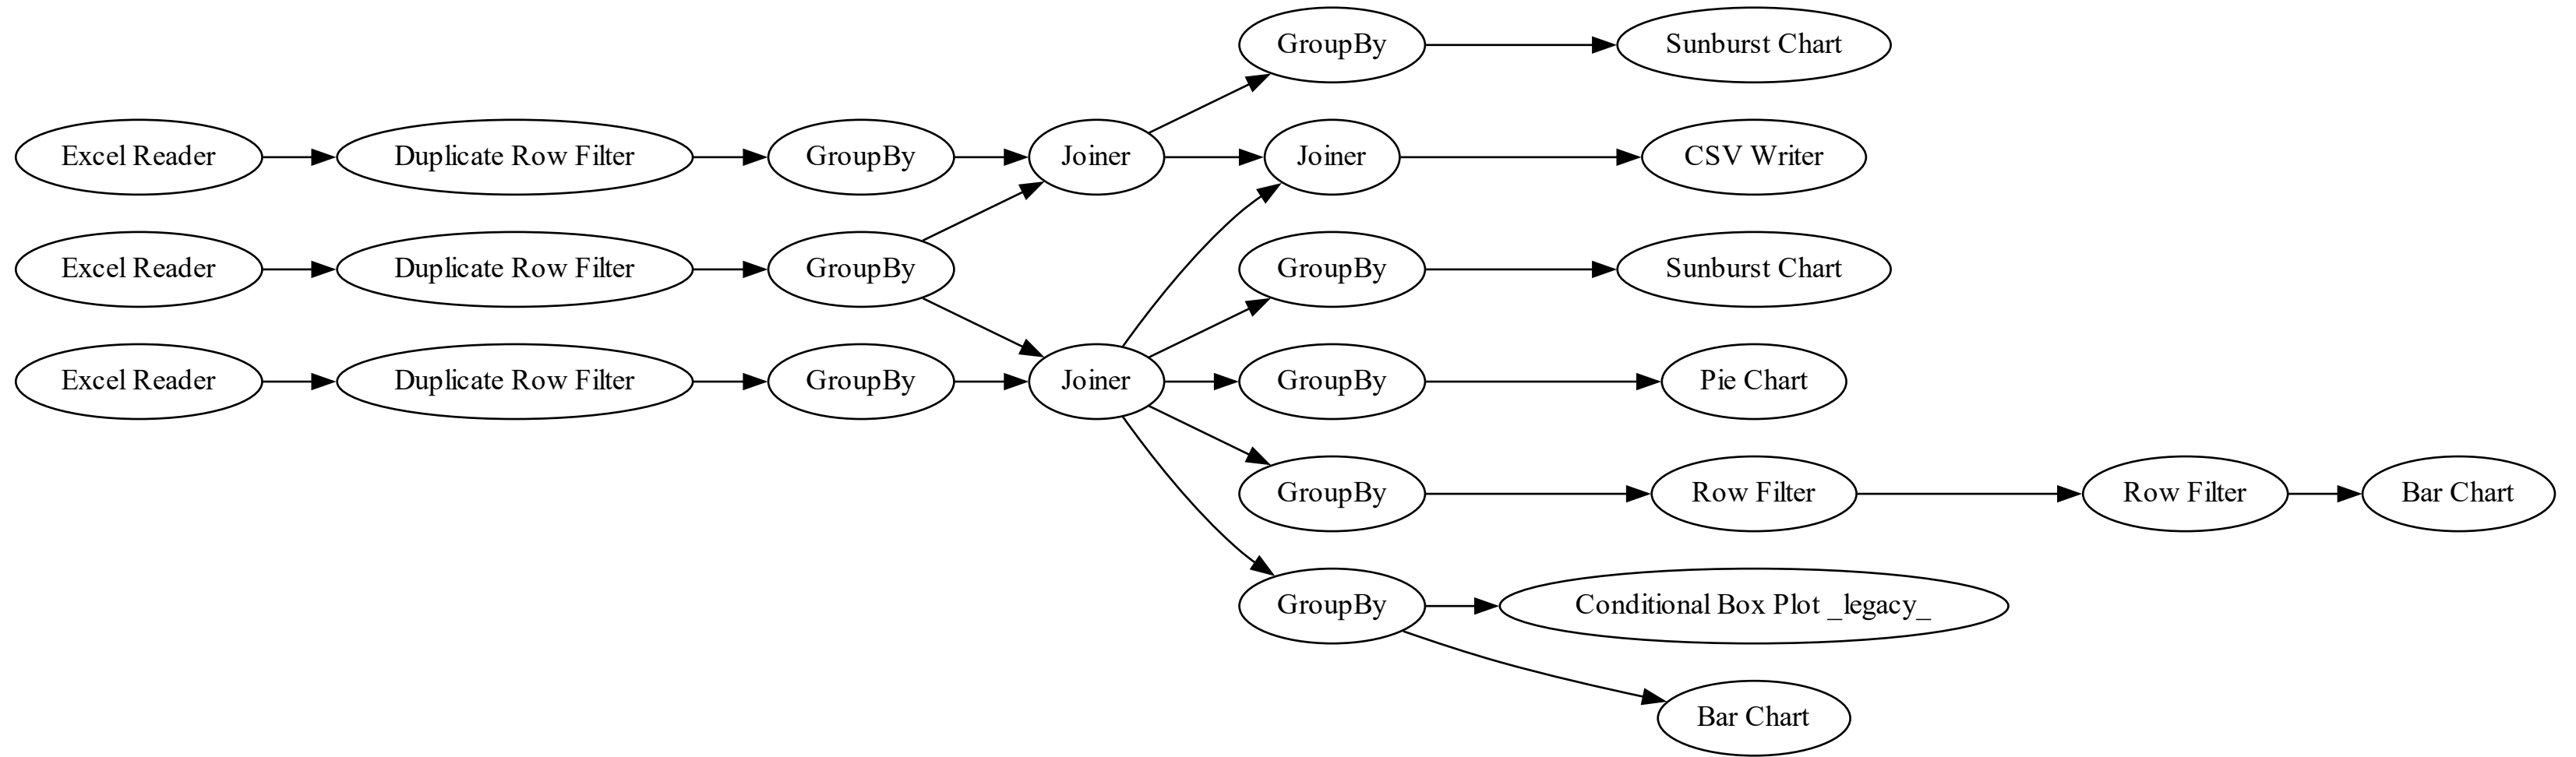 GroupBy
Sunburst Chart
Excel Reader
Duplicate Row Filter
GroupBy
Joiner
Joiner
CSV Writer
Excel Reader
Duplicate Row Filter
GroupBy
GroupBy
Sunburst Chart
Excel Reader
Duplicate Row Filter
GroupBy
Joiner
GroupBy
Pie Chart
GroupBy
Row Filter
Row Filter
Bar Chart
GroupBy
Conditional Box Plot _legacy_
Bar Chart